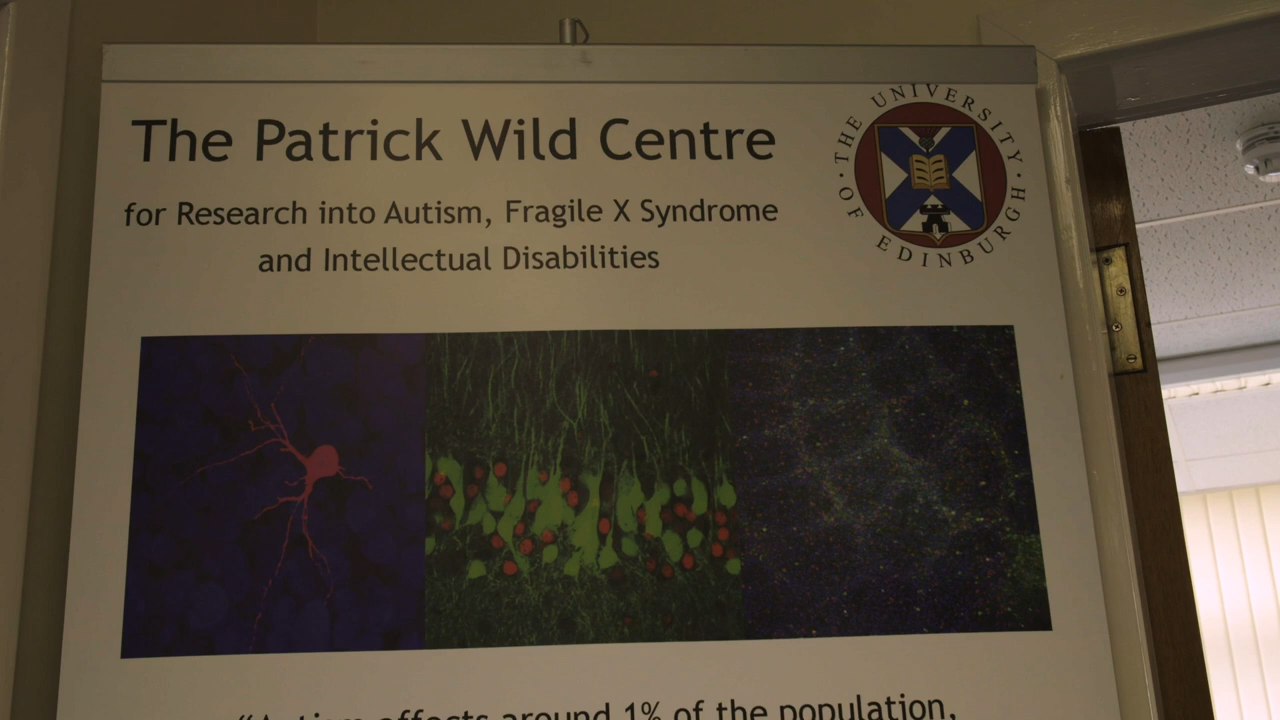 The Patrick Wild Centre
for Research into Autism, Fragile X Syndrome
and Intellectual Disabilities
· THE UNIVERSITY ·
OF EDINBURGH
“Autism affects around 1% of the population,